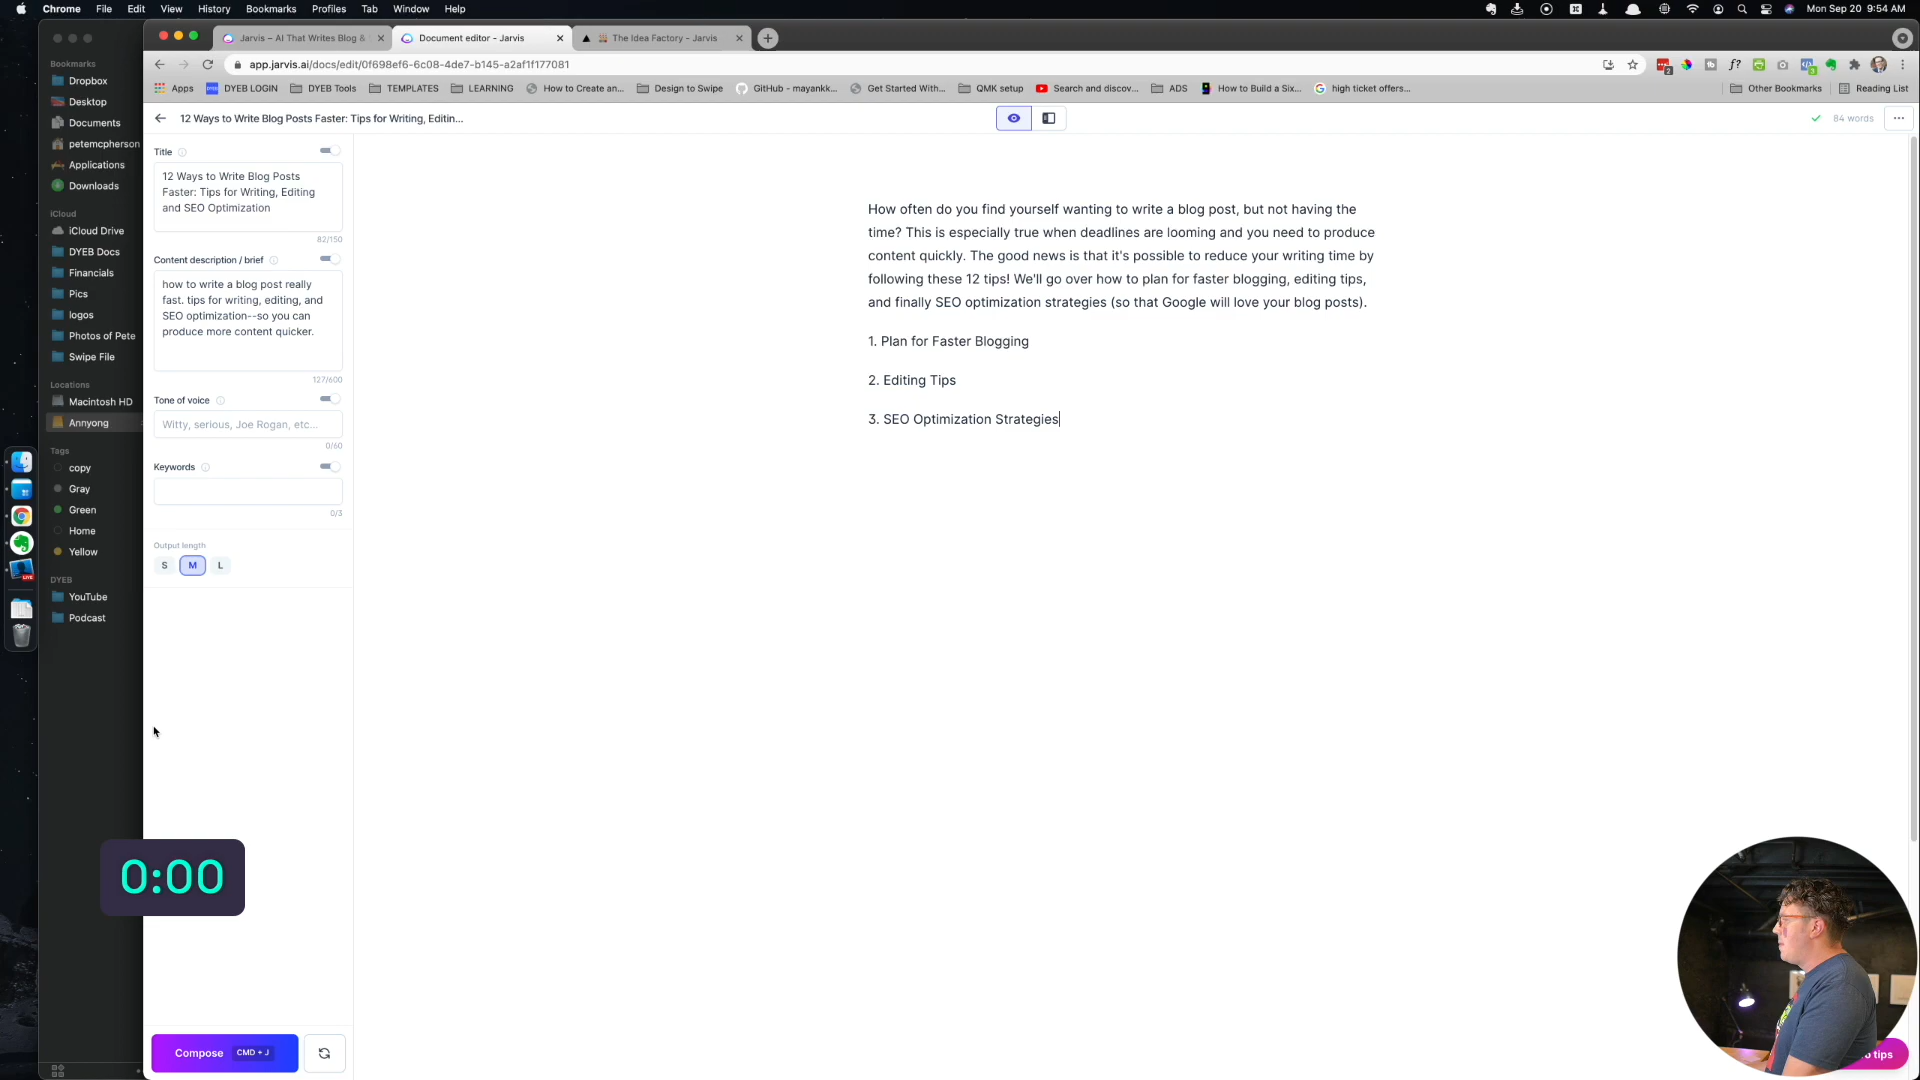 Chrome File Edit View History Bookmarks Profiles Tab Window Help
Mon Sep 20 9:54 AM
Jarvis – AI That Writes Blog &
Document editor - Jarvis
The Idea Factory - Jarvis
app.jarvis.ai/docs/edit/0f698ef6-6c08-4de7-b145-a2af1f177081
Apps DYEB LOGIN DYEB Tools TEMPLATES LEARNING How to Create an... Design to Swipe GitHub - mayankk... Get Started With... QMK setup Search and discov... ADS How to Build a Six... high ticket offers... Other Bookmarks Reading List
12 Ways to Write Blog Posts Faster: Tips for Writing, Editin...
84 words
Bookmarks
Dropbox
Desktop
Documents
petemcpherson
Applications
Downloads
iCloud
iCloud Drive
DYEB Docs
Financials
Pics
logos
Photos of Pete
Swipe File
Locations
Macintosh HD
Annyong
Tags
copy
Gray
Green
Home
Yellow
DYEB
YouTube
Podcast
Title
12 Ways to Write Blog Posts
Faster: Tips for Writing, Editing
and SEO Optimization
82/150
Content description / brief
how to write a blog post really
fast. tips for writing, editing, and
SEO optimization--so you can
produce more content quicker.
127/600
Tone of voice
Witty, serious, Joe Rogan, etc...
0/60
Keywords
0/3
Output length
S M L
0:00
Compose CMD + J
How often do you find yourself wanting to write a blog post, but not having the
time? This is especially true when deadlines are looming and you need to produce
content quickly. The good news is that it's possible to reduce your writing time by
following these 12 tips! We'll go over how to plan for faster blogging, editing tips,
and finally SEO optimization strategies (so that Google will love your blog posts).
1. Plan for Faster Blogging
2. Editing Tips
3. SEO Optimization Strategies
tips